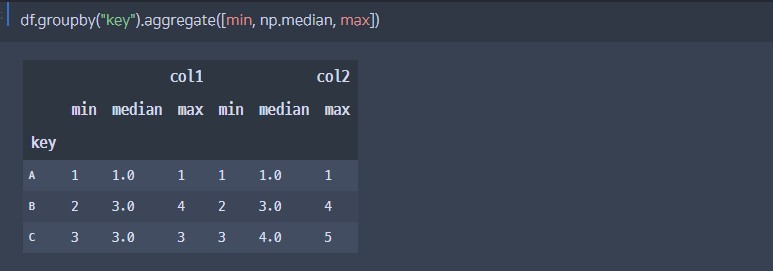 df.groupby("key").aggregate([min, np.median, max])
col1 col2
min median max min median max
key
A 1 1.0 1 1 1.0 1
B 2 3.0 4 2 3.0 4
C 3 3.0 3 3 4.0 5